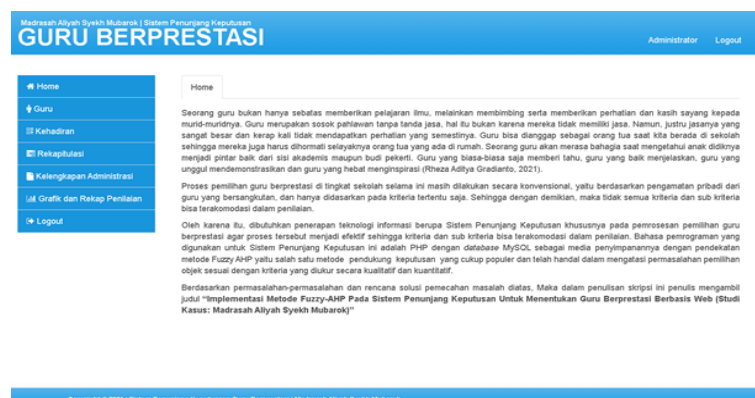 Madrasah Aliyah Syekh Mubarok | Sistem Penunjang Keputusan
GURU BERPRESTASI
Administrator Logout
Home
Guru
Kehadiran
Rekapitulasi
Kelengkapan Administrasi
Grafik dan Rekap Penilaian
Logout
Home
Seorang guru bukan hanya sebatas memberikan pelajaran ilmu, melainkan membimbing serta memberikan perhatian dan kasih sayang kepada
murid-muridnya. Guru merupakan sosok pahlawan tanpa tanda jasa, hal itu bukan karena mereka tidak memiliki jasa. Namun, justru jasanya yang
sangat besar dan kerap kali tidak mendapatkan perhatian yang semestinya. Guru bisa dianggap sebagai orang tua saat kita berada di sekolah
sehingga mereka juga harus dihormati selayaknya orang tua yang ada di rumah. Seorang guru akan merasa bahagia saat mengetahui anak didiknya
menjadi pintar baik dari sisi akademis maupun budi pekerti. Guru yang biasa-biasa saja memberi tahu, guru yang baik menjelaskan, guru yang
unggul mendemonstrasikan dan guru yang hebat menginspirasi (Rheza Aditya Gradianto, 2021).
Proses pemilihan guru berprestasi di tingkat sekolah selama ini masih dilakukan secara konvensional, yaitu berdasarkan pengamatan pribadi dari
guru yang bersangkutan, dan hanya didasarkan pada kriteria tertentu saja. Sehingga dengan demikian, maka tidak semua kriteria dan sub kriteria
bisa terakomodasi dalam penilaian.
Oleh karena itu, dibutuhkan penerapan teknologi informasi berupa Sistem Penunjang Keputusan khususnya pada pemrosesan pemilihan guru
berprestasi agar proses tersebut menjadi efektif sehingga kriteria dan sub kriteria bisa terakomodasi dalam penilaian. Bahasa pemrograman yang
digunakan untuk Sistem Penunjang Keputusan ini adalah PHP dengan database MySQL sebagai media penyimpanannya dengan pendekatan
metode Fuzzy AHP yaitu salah satu metode pendukung keputusan yang cukup populer dan telah handal dalam mengatasi permasalahan pemilihan
objek sesuai dengan kriteria yang diukur secara kualitatif dan kuantitatif.
Berdasarkan permasalahan-permasalahan dan rencana solusi pemecahan masalah diatas, Maka dalam penulisan skripsi ini penulis mengambil
judul “Implementasi Metode Fuzzy-AHP Pada Sistem Penunjang Keputusan Untuk Menentukan Guru Berprestasi Berbasis Web (Studi
Kasus: Madrasah Aliyah Syekh Mubarok)”